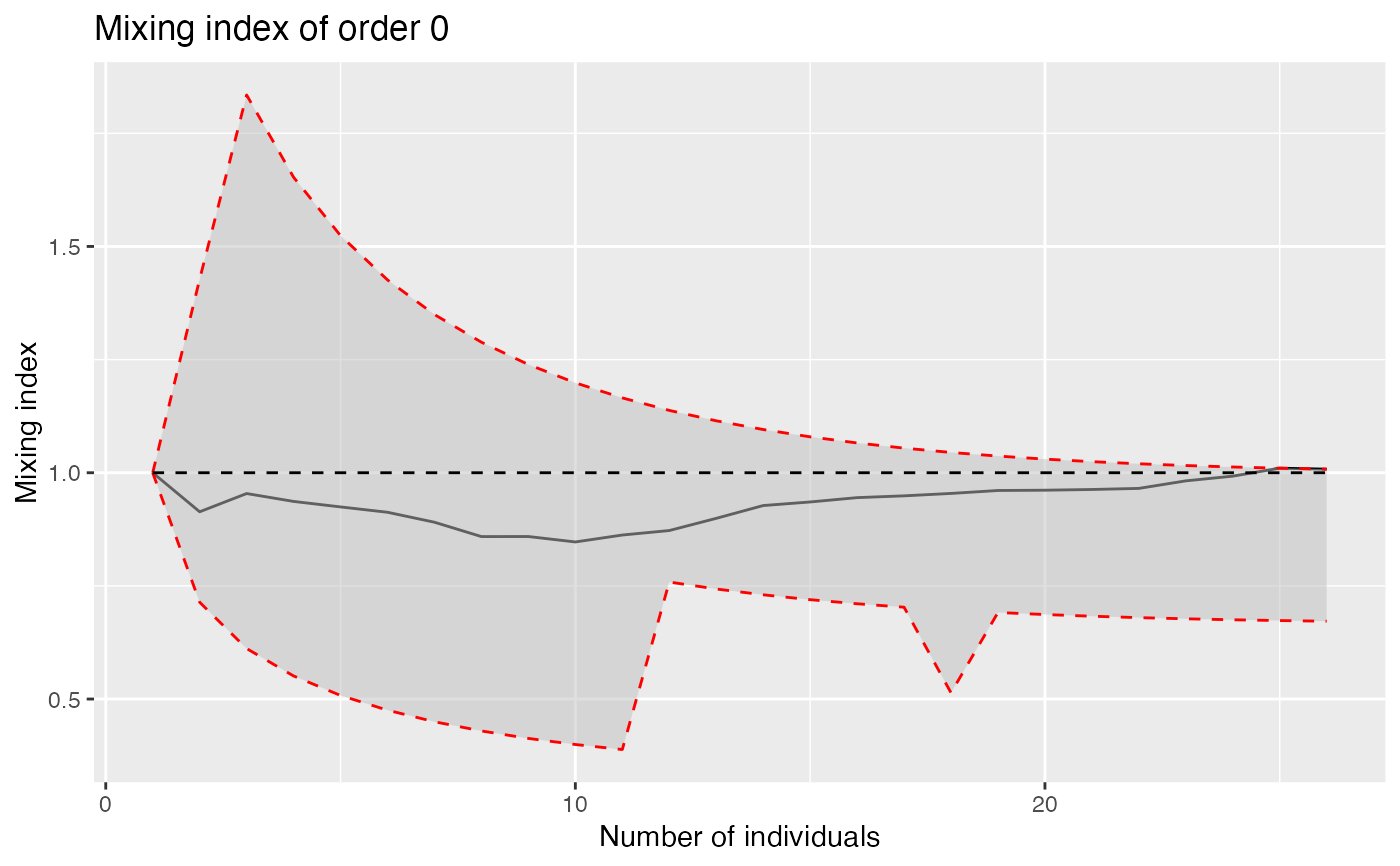 Mixing index of order 0
Mixing index
1.5
1.0
0.5
0 10 20
Number of individuals